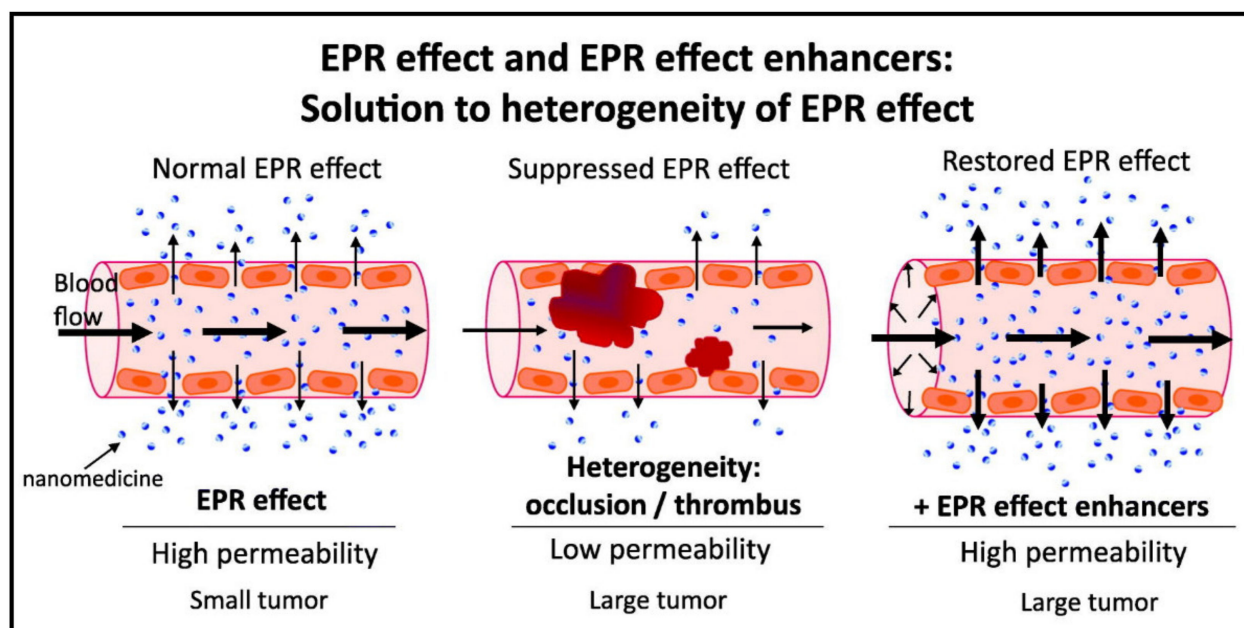 EPR effect and EPR effect enhancers:
Solution to heterogeneity of EPR effect
Normal EPR effect
Blood
flow
nanomedicine
EPR effect
High permeability
Small tumor
Suppressed EPR effect
Heterogeneity:
occlusion / thrombus
Low permeability
Large tumor
Restored EPR effect
+ EPR effect enhancers
High permeability
Large tumor